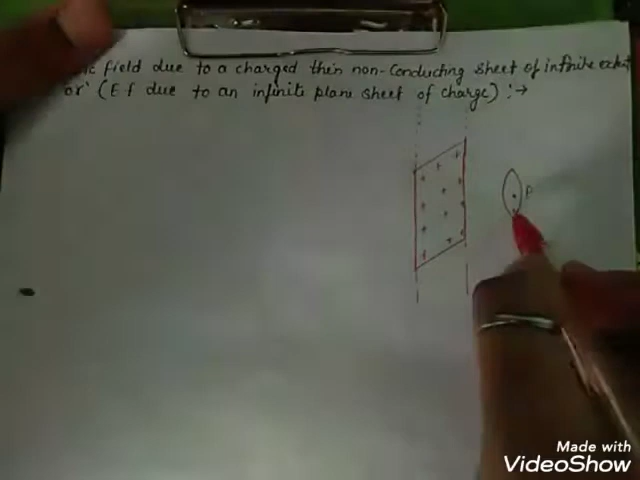 field due to a charged thin non-Conducting sheet of infinite
or (E f due to an infinite plane sheet of charge) :→
P
Made with
VideoShow